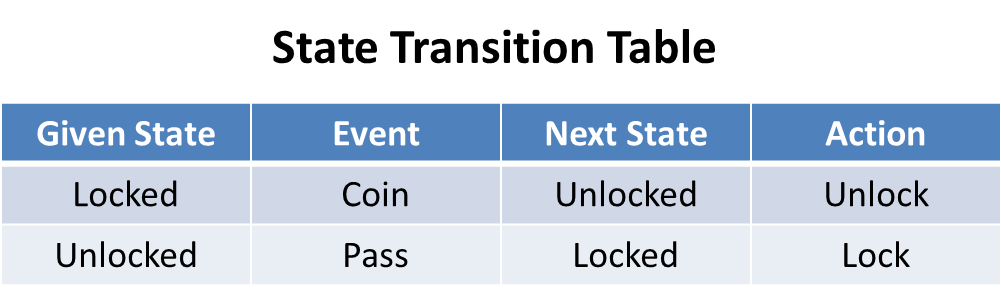 State Transition Table
Given State Event Next State Action
Locked Coin Unlocked Unlock
Unlocked Pass Locked Lock